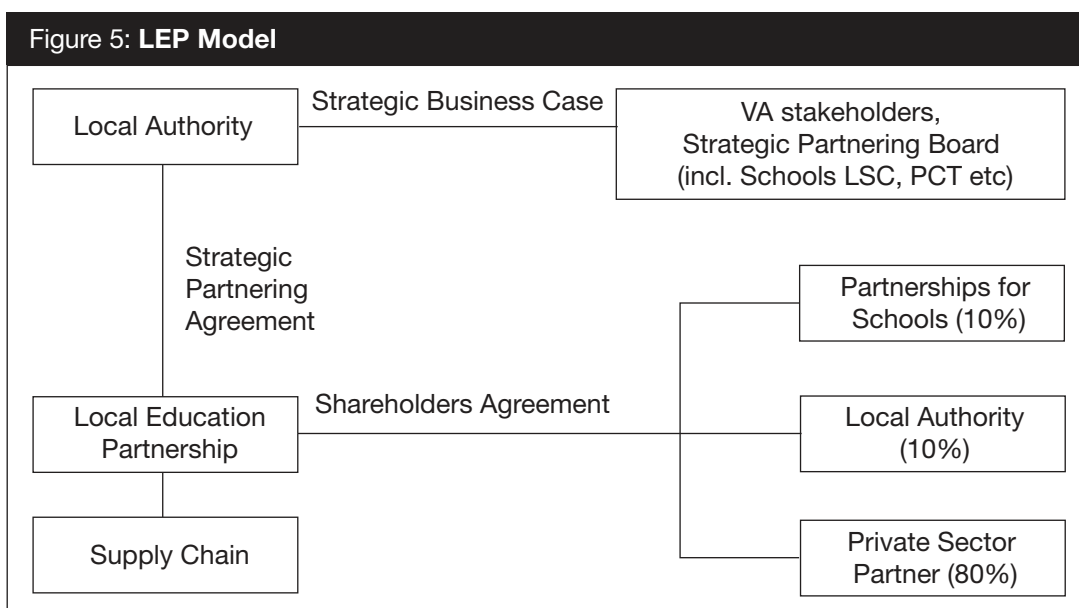 Figure 5: LEP Model
Local Authority
Strategic Business Case
VA stakeholders,
Strategic Partnering Board
(incl. Schools LSC, PCT etc)
Strategic
Partnering
Agreement
Partnerships for
Schools (10%)
Local Education
Partnership
Shareholders Agreement
Local Authority
(10%)
Supply Chain
Private Sector
Partner (80%)